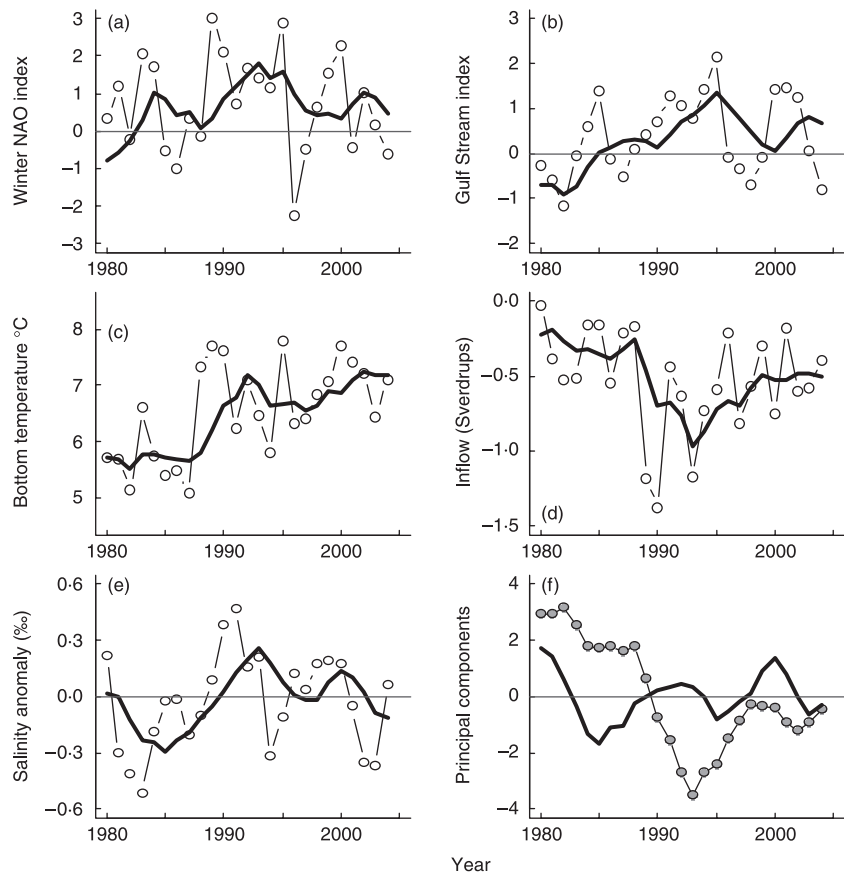 (a)
Winter NAO index
3
2
1
0
−1
−2
−3
1980 1990 2000
(b)
Gulf Stream index
3
2
1
0
−1
−2
1980 1990 2000
(c)
Bottom temperature °C
8
7
6
5
1980 1990 2000
Inflow (Sverdrups)
0·0
−0·5
−1·0
−1·5
(d)
1980 1990 2000
(e)
Salinity anomaly (‰)
0·6
0·3
0·0
−0·3
−0·6
1980 1990 2000
(f)
Principal components
4
2
0
−2
−4
1980 1990 2000
Year